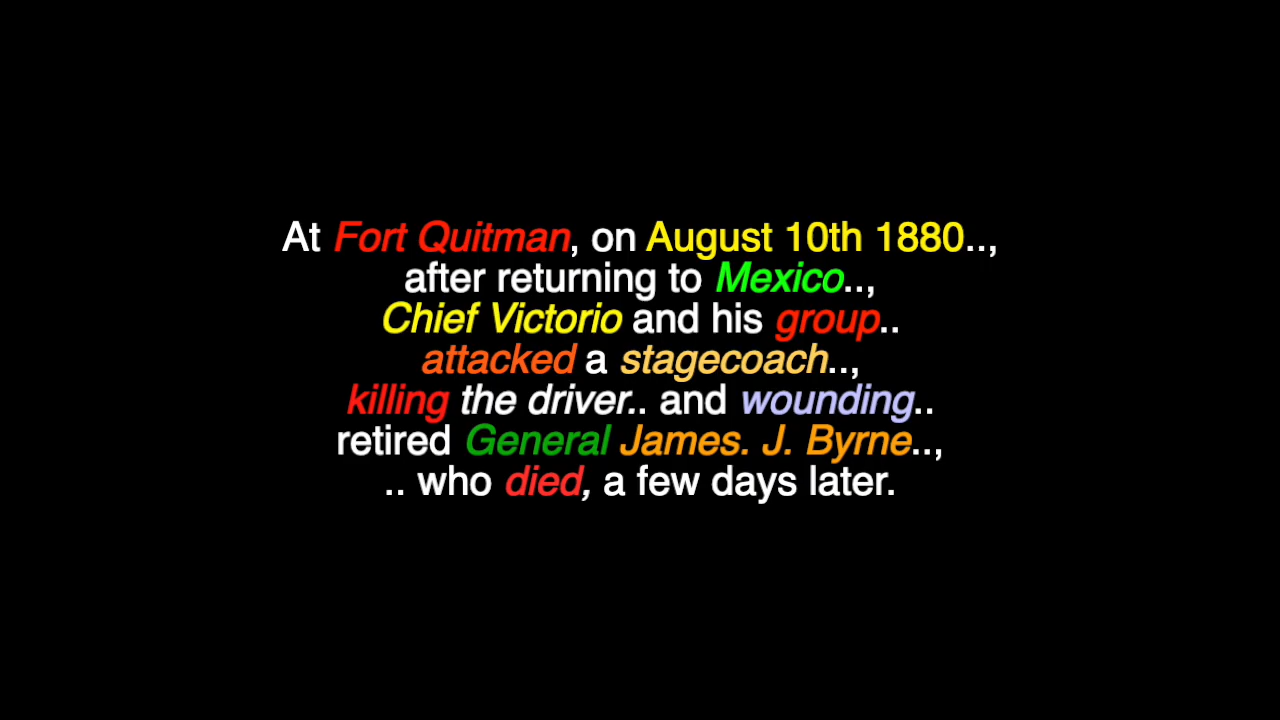 At Fort Quitman, on August 10th 1880..,
after returning to Mexico..,
Chief Victorio and his group..
attacked a stagecoach..,
killing the driver.. and wounding..
retired General James. J. Byrne..,
.. who died, a few days later.